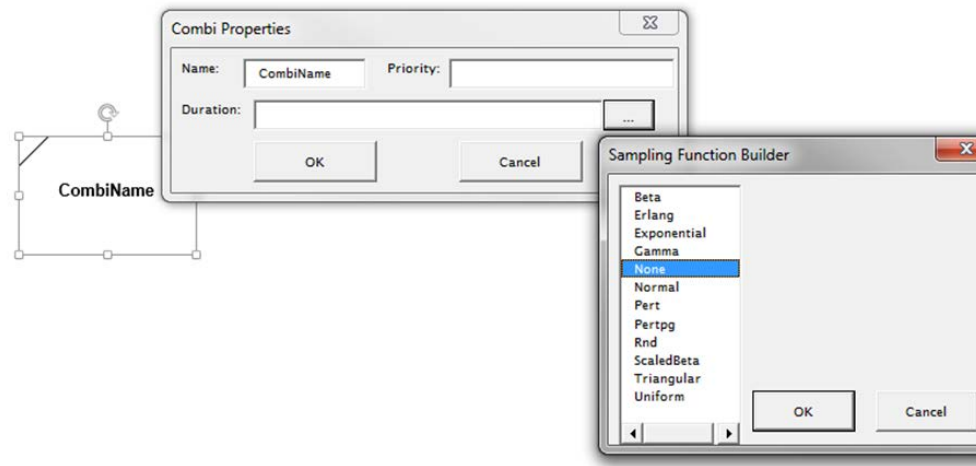 Combi Properties
Name: CombiName Priority:
Duration: ...
OK Cancel
CombiName
Sampling Function Builder
Beta
Erlang
Exponential
Gamma
None
Normal
Pert
Pertpg
Rnd
ScaledBeta
Triangular
Uniform
OK Cancel